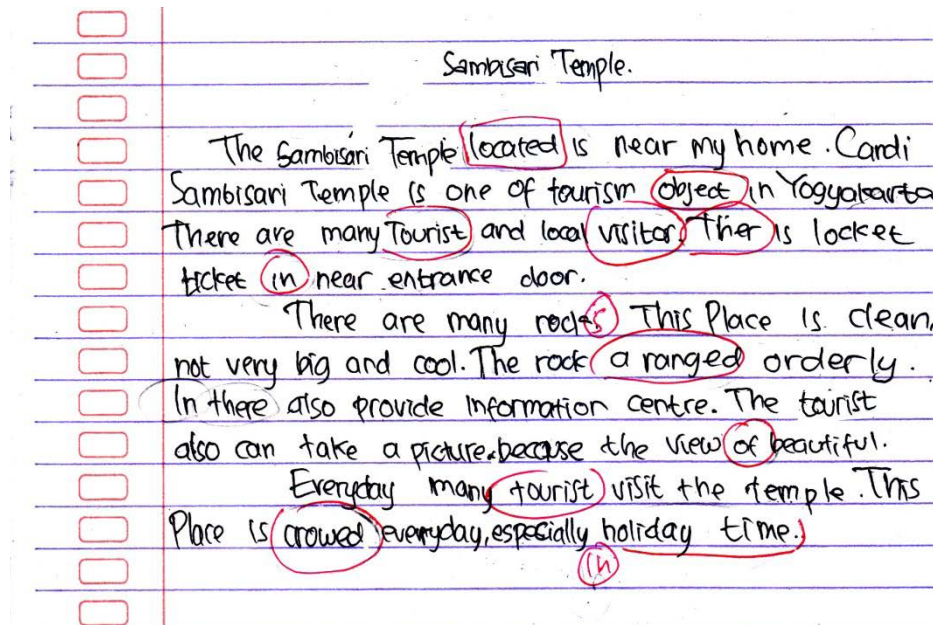 Sambisari Temple.
The Sambisari Temple located is near my home. Cardi
Sambisari Temple is one of tourism object in Yogyakarta
There are many Tourist and local visitor. Ther is locket
ticket in near entrance door.
There are many rocks This Place is clean,
not very big and cool. The rock a ranged orderly.
In there also provide information centre. The tourist
also can take a picture.because the view of beautiful.
Everyday many tourist visit the temple. This
Place is crowed everyday, especially holiday time.
in